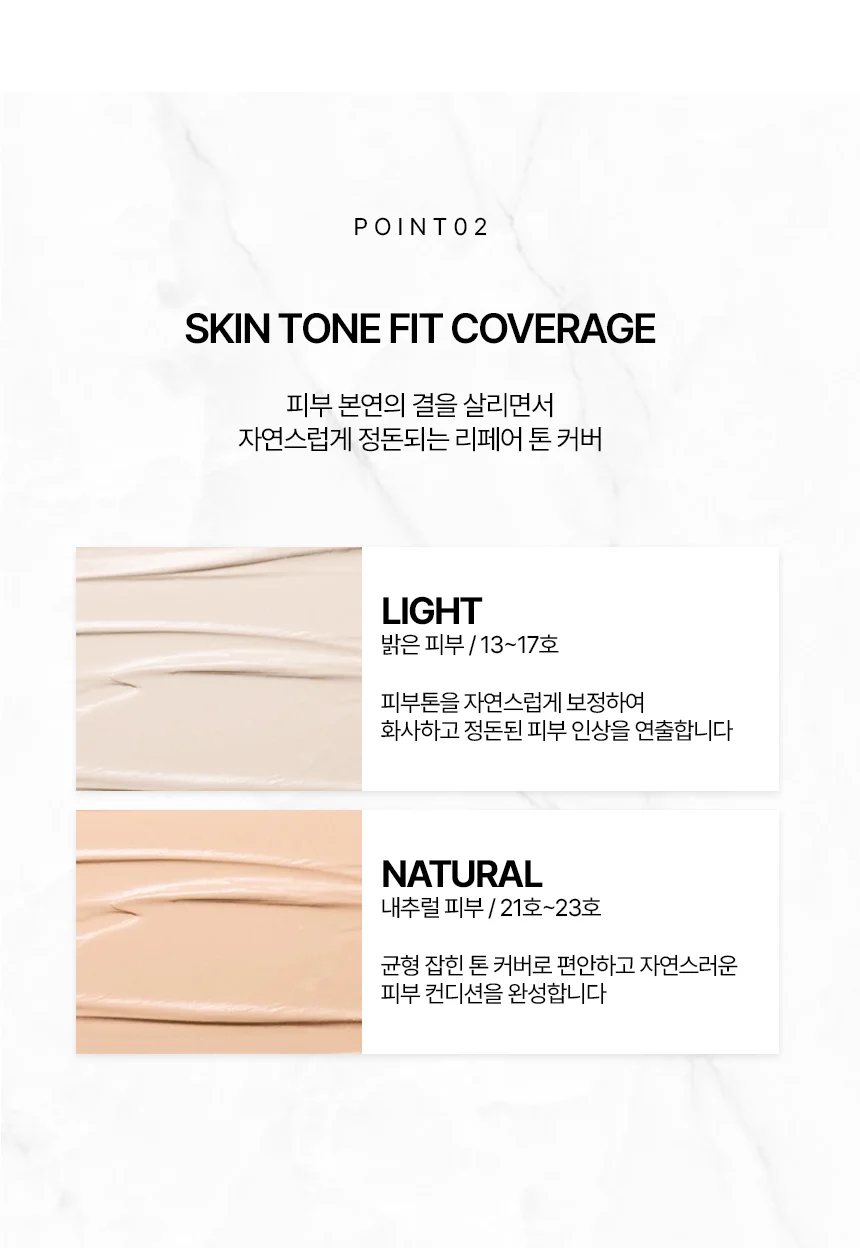 POINT02
SKIN TONE FIT COVERAGE
피부 본연의 결을 살리면서
자연스럽게 정돈되는 리페어 톤 커버
LIGHT
밝은 피부 / 13~17호
피부톤을 자연스럽게 보정하여
화사하고 정돈된 피부 인상을 연출합니다
NATURAL
내추럴 피부 / 21호~23호
균형 잡힌 톤 커버로 편안하고 자연스러운
피부 컨디션을 완성합니다